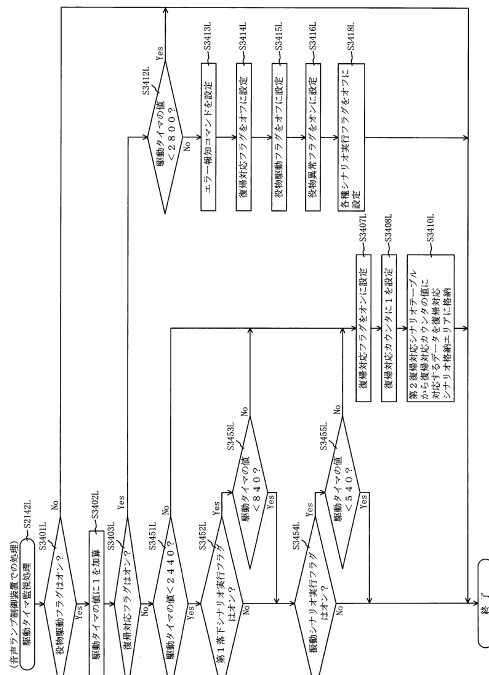 (音声ランプ制御装置での処理)
駆動タイマ監視処理
S2142L
役物駆動フラグはオン?
S3401L
No
Yes
駆動タイマの値に1を加算
S3402L
復帰対応フラグはオン?
S3403L
Yes
No
駆動タイマの値<2440?
S3451L
No
Yes
第1落下シナリオ実行フラグ
はオン?
S3452L
Yes
No
駆動タイマの値
<840?
S3453L
No
Yes
振動シナリオ実行フラグ
はオン?
S3454L
Yes
No
駆動タイマの値
<540?
S3455L
No
Yes
復帰対応フラグをオンに設定
S3407L
復帰対応カウンタに1を設定
S3408L
第2復帰対応シナリオテーブル
から復帰対応カウンタの値に
対応するデータを復帰対応
シナリオ格納エリアに格納
S3410L
駆動タイマの値
<2800?
S3412L
Yes
No
エラー報知コマンドを設定
S3413L
復帰対応フラグをオフに設定
S3414L
役物駆動フラグをオフに設定
S3415L
役物異常フラグをオンに設定
S3416L
各種シナリオ実行フラグをオフに
設定
S3418L
終了